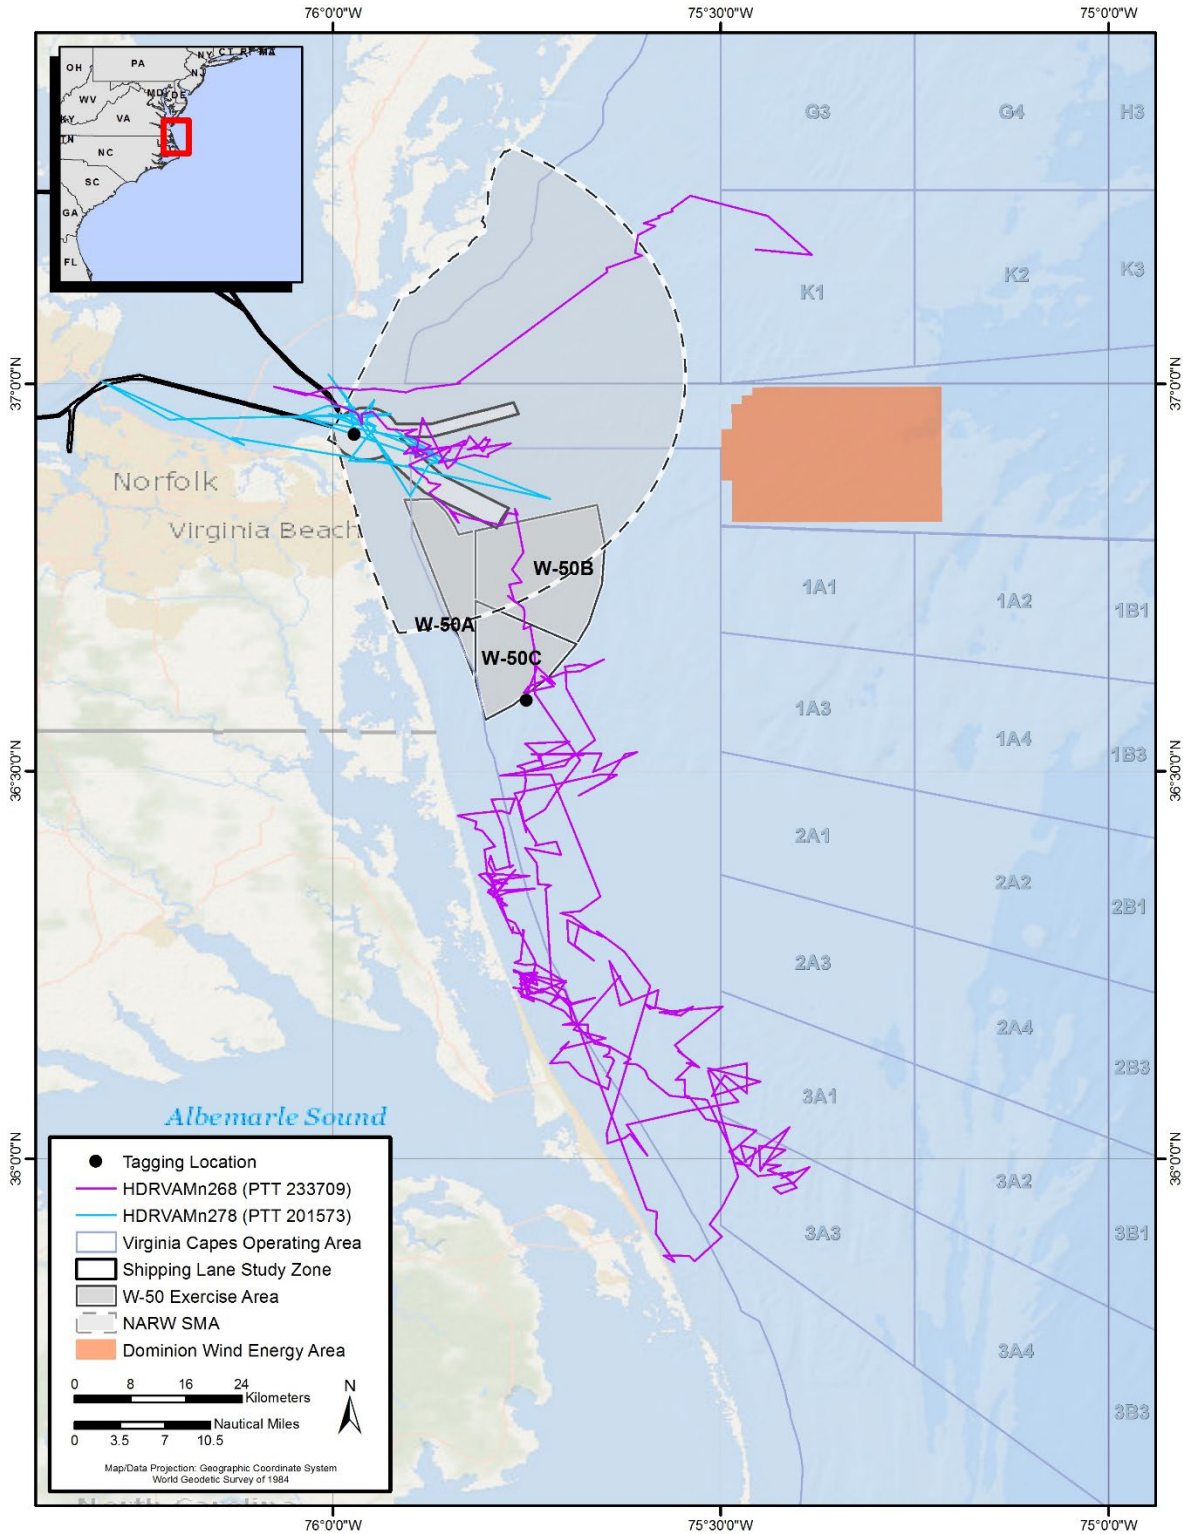 76°0'0"W
75°30'0"W
75°0'0"W
NY
CT
RI
MA
OH
PA
NJ
MD
DE
WV
VA
KY
TN
NC
SC
GA
FL
G3
G4
H3
K1
K2
K3
37°0'0"N
37°0'0"N
Norfolk
Virginia Beach
W-50B
W-50A
W-50C
1A1
1A2
1B1
1A3
1A4
1B3
36°30'0"N
36°30'0"N
2A1
2A2
2B1
2A3
2A4
2B3
3A1
3A2
3B1
3A3
3A4
3B3
36°0'0"N
36°0'0"N
Albemarle Sound
Tagging Location
HDRVAMn268 (PTT 233709)
HDRVAMn278 (PTT 201573)
Virginia Capes Operating Area
Shipping Lane Study Zone
W-50 Exercise Area
NARW SMA
Dominion Wind Energy Area
0 8 16 24
Kilometers
N
Nautical Miles
0 3.5 7 10.5
Map/Data Projection: Geographic Coordinate System
World Geodetic Survey of 1984
North Carolina
76°0'0"W
75°30'0"W
75°0'0"W